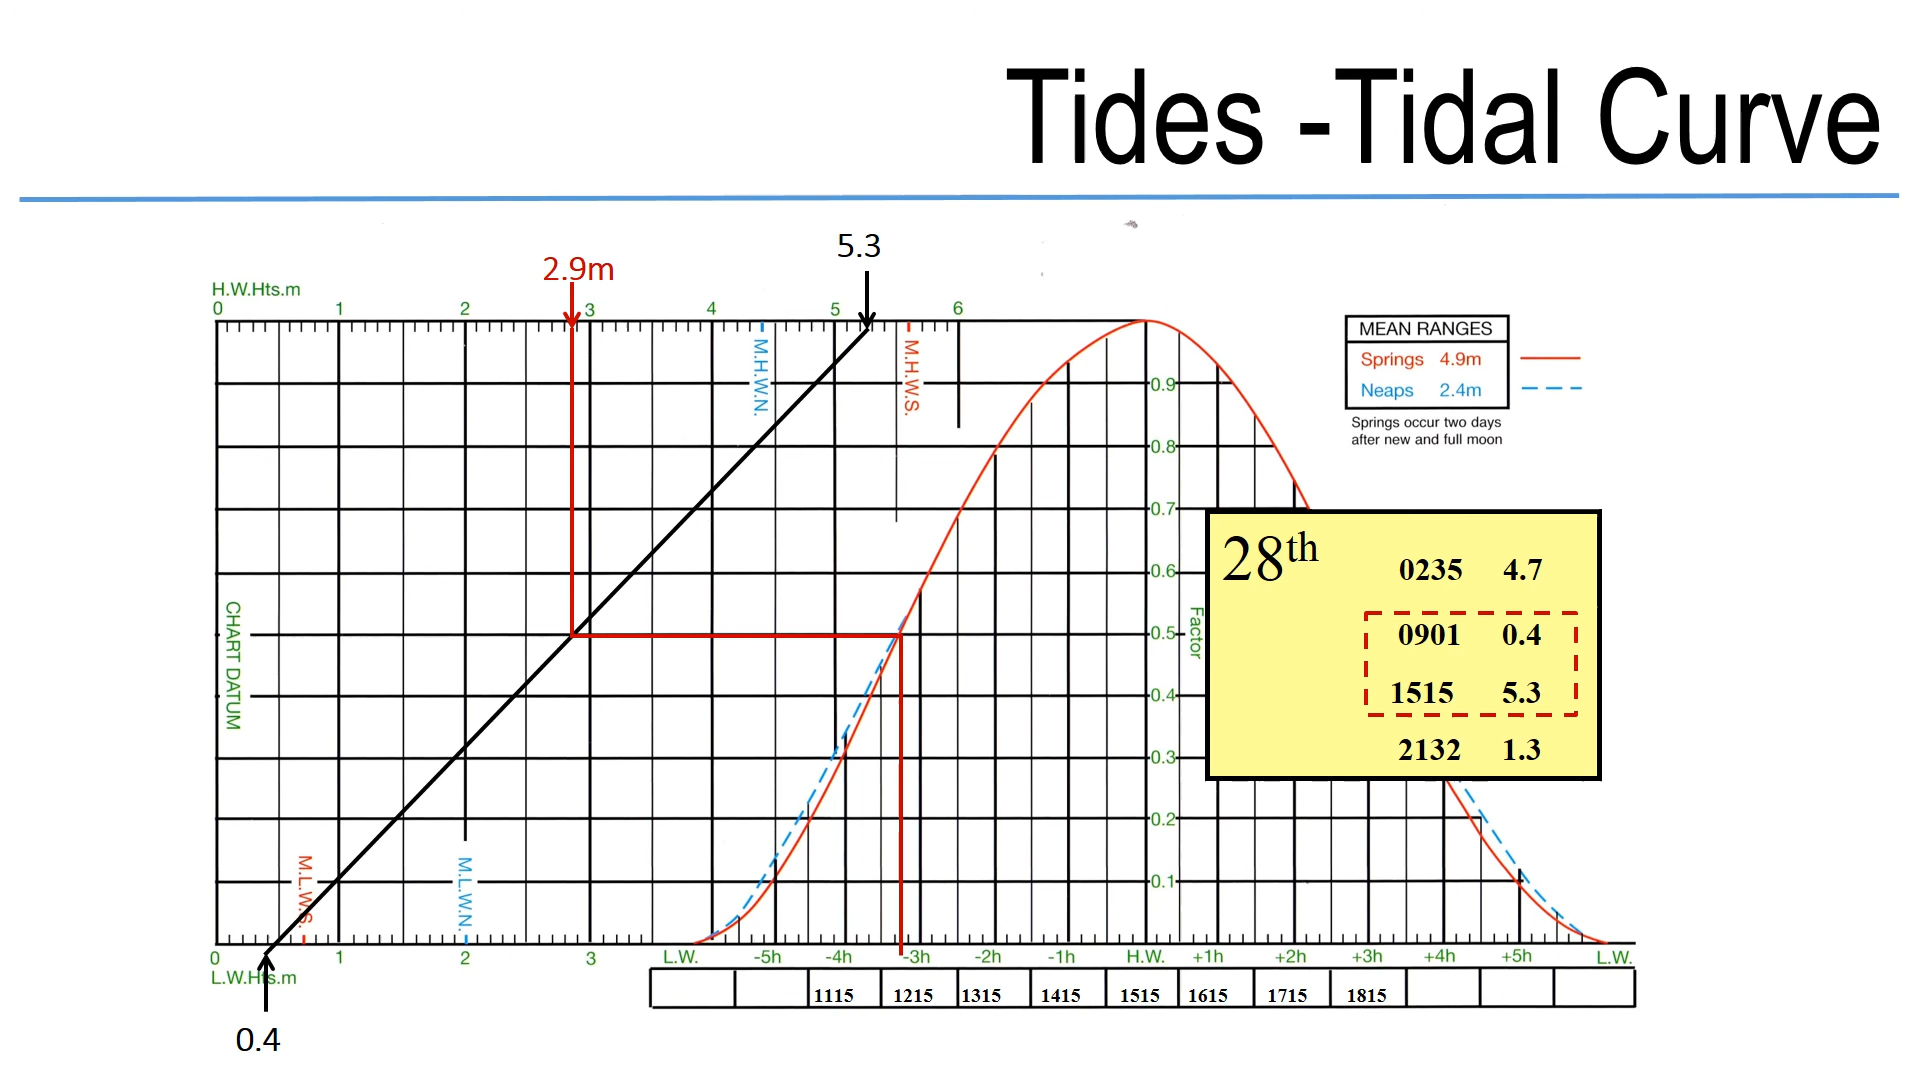 Tides -Tidal Curve
5.3
2.9m
H.W.Hts.m
0 1 2 3 4 5 6
M.H.W.N.
M.H.W.S.
MEAN RANGES
Springs 4.9m
Neaps 2.4m
Springs occur two days
after new and full moon
0.9
0.8
0.7
0.6
0.5
0.4
0.3
0.2
0.1
Factor
CHART DATUM
28th
0235 4.7
0901 0.4
1515 5.3
2132 1.3
M.L.W.S.
M.L.W.N.
0 1 2 3 L.W. -5h -4h -3h -2h -1h H.W. +1h +2h +3h +4h +5h L.W.
L.W.Hts.m
1115 1215 1315 1415 1515 1615 1715 1815
0.4